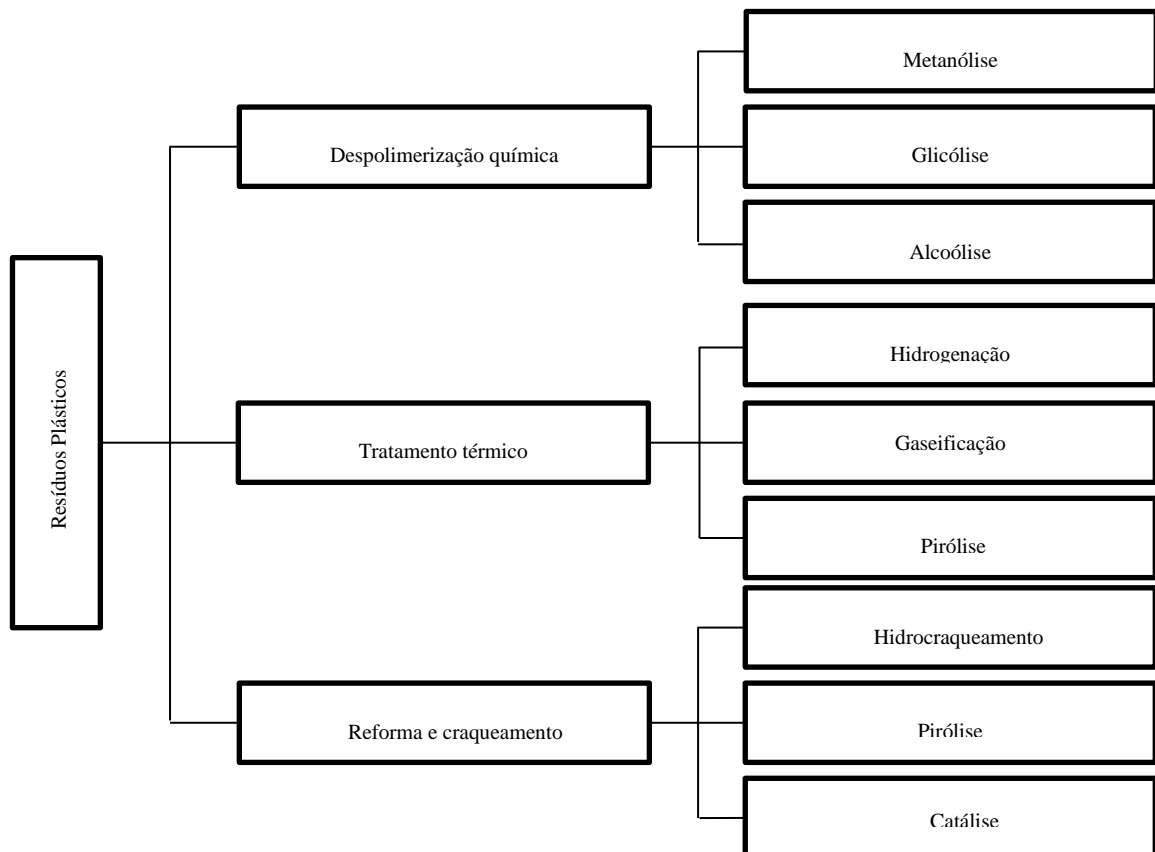 Resíduos Plásticos
Despolimerização química
Metanólise
Glicólise
Alcoólise
Tratamento térmico
Hidrogenação
Gaseificação
Pirólise
Reforma e craqueamento
Hidrocraqueamento
Pirólise
Catálise